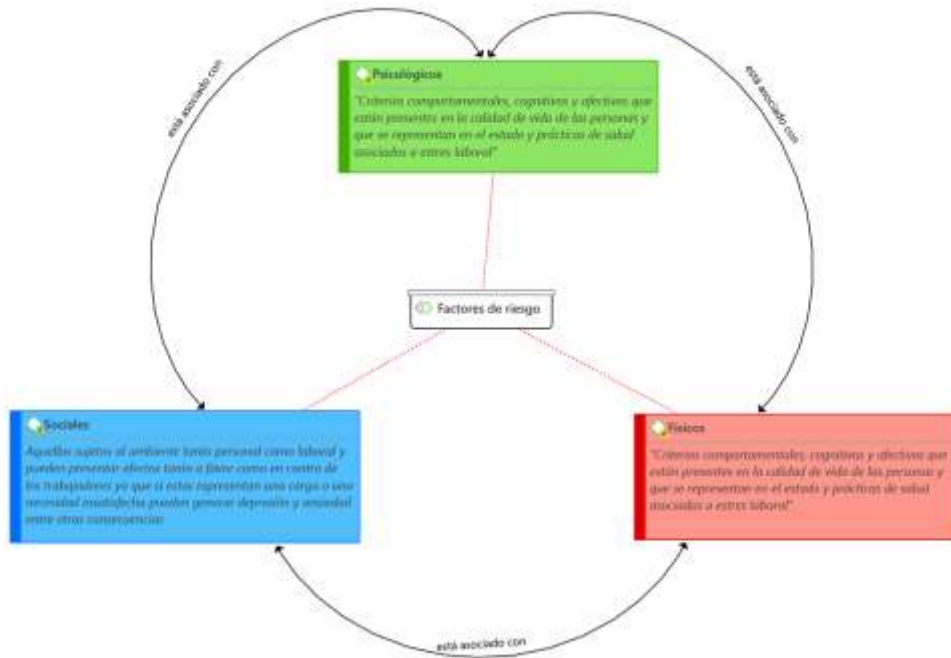 está asociado con
está asociado con
Psicológicos
"Criterios comportamentales, cognitivos y afectivos que
están presentes en la calidad de vida de las personas y
que se representan en el estado y prácticas de salud
asociados a estres laboral"
Factores de riesgo
Sociales
Aquellos sujetos al ambiente tanto personal como laboral y
pueden presentar efectos tanto a favor como en contra de
los trabajadores ya que si estos representan una carga o una
necesidad insatisfecha pueden generar depresión y ansiedad
entre otras consecuencias
Físicos
"Criterios comportamentales, cognitivos y afectivos que
están presentes en la calidad de vida de las personas y
que se representan en el estado y prácticas de salud
asociados a estres laboral"
está asociado con